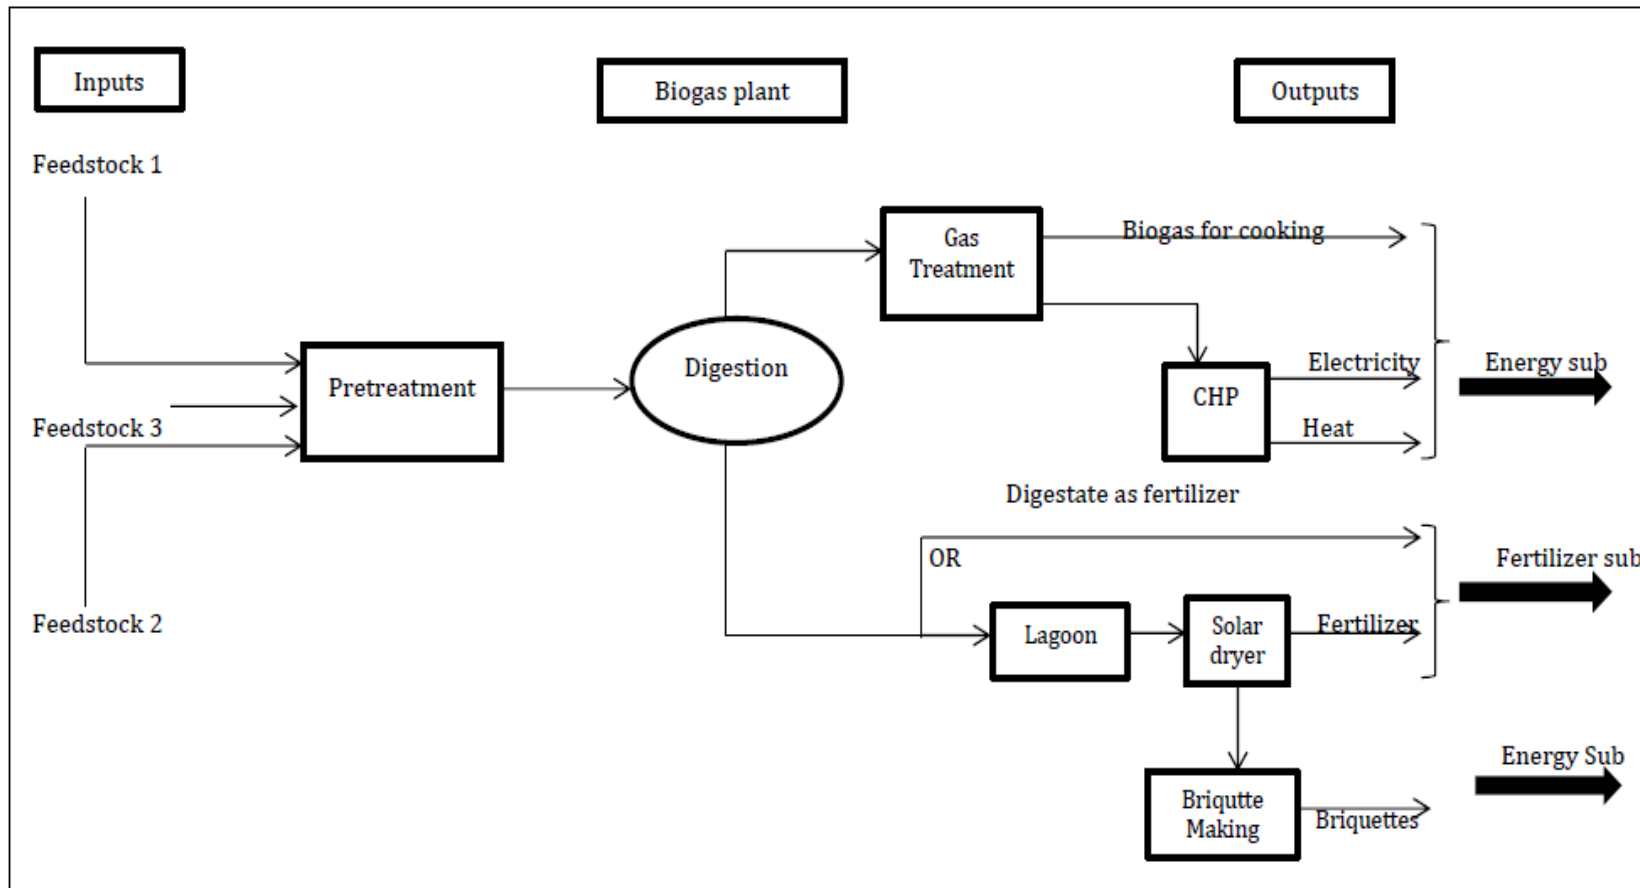 Inputs
Biogas plant
Outputs
Feedstock 1
Gas
Treatment
Biogas for cooking
Pretreatment
Digestion
Electricity
Energy sub
CHP
Heat
Feedstock 3
Digestate as fertilizer
OR
Fertilizer sub
Feedstock 2
Lagoon
Solar
dryer
Fertilizer
Energy Sub
Briqutte
Making
Briquettes